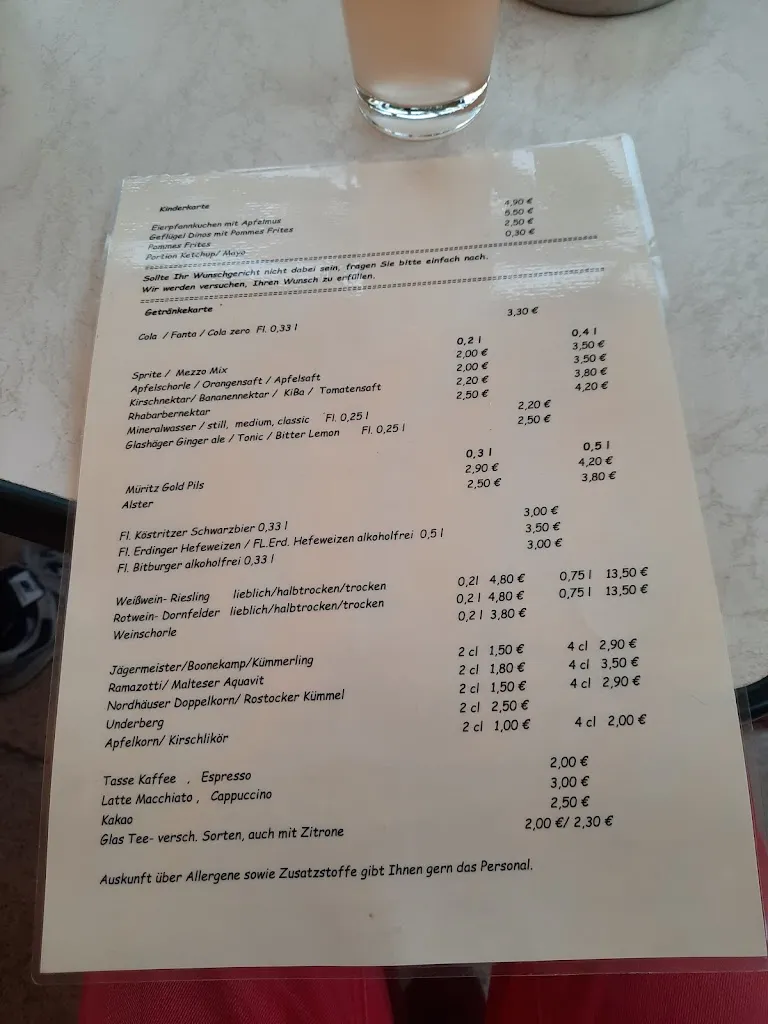 Kinderkarte
Eierpfannkuchen mit Apfelmus 4,90 €
Geflügel-Dinos mit Pommes Frites 5,50 €
Pommes Frites 2,50 €
Portion Ketchup/ Mayo 0,30 €
Sollte Ihr Wunschgericht nicht dabei sein, fragen Sie bitte einfach nach.
Wir werden versuchen, Ihren Wunsch zu erfüllen.
Getränkekarte
Cola / Fanta / Cola zero Fl. 0,33 l 3,30 €
0,2 l 0,4 l
Sprite / Mezzo Mix 2,00 € 3,50 €
Apfelschorle / Orangensaft / Apfelsaft 2,00 € 3,50 €
Kirschnektar/ Bananennektar / KiBa / Tomatensaft 2,20 € 3,80 €
Rhabarbernektar 2,50 € 4,20 €
Mineralwasser / still, medium, classic Fl. 0,25 l 2,20 €
Glashäger Ginger ale / Tonic / Bitter Lemon Fl. 0,25 l 2,50 €
0,3 l 0,5 l
Müritz Gold Pils 2,90 € 4,20 €
Alster 2,50 € 3,80 €
Fl. Köstritzer Schwarzbier 0,33 l 3,00 €
Fl. Erdinger Hefeweizen / FL.Erd. Hefeweizen alkoholfrei 0,5 l 3,50 €
Fl. Bitburger alkoholfrei 0,33 l 3,00 €
Weißwein- Riesling lieblich/halbtrocken/trocken 0,2l 4,80 € 0,75 l 13,50 €
Rotwein- Dornfelder lieblich/halbtrocken/trocken 0,2 l 4,80 € 0,75 l 13,50 €
Weinschorle 0,2 l 3,80 €
Jägermeister/Boonekamp/Kümmerling 2 cl 1,50 € 4 cl 2,90 €
Ramazotti/ Malteser Aquavit 2 cl 1,80 € 4 cl 3,50 €
Nordhäuser Doppelkorn/ Rostocker Kümmel 2 cl 1,50 € 4 cl 2,90 €
Underberg 2 cl 2,50 €
Apfelkorn/ Kirschlikör 2 cl 1,00 € 4 cl 2,00 €
Tasse Kaffee , Espresso 2,00 €
Latte Macchiato , Cappuccino 3,00 €
Kakao 2,50 €
Glas Tee- versch. Sorten, auch mit Zitrone 2,00 €/ 2,30 €
Auskunft über Allergene sowie Zusatzstoffe gibt Ihnen gern das Personal.